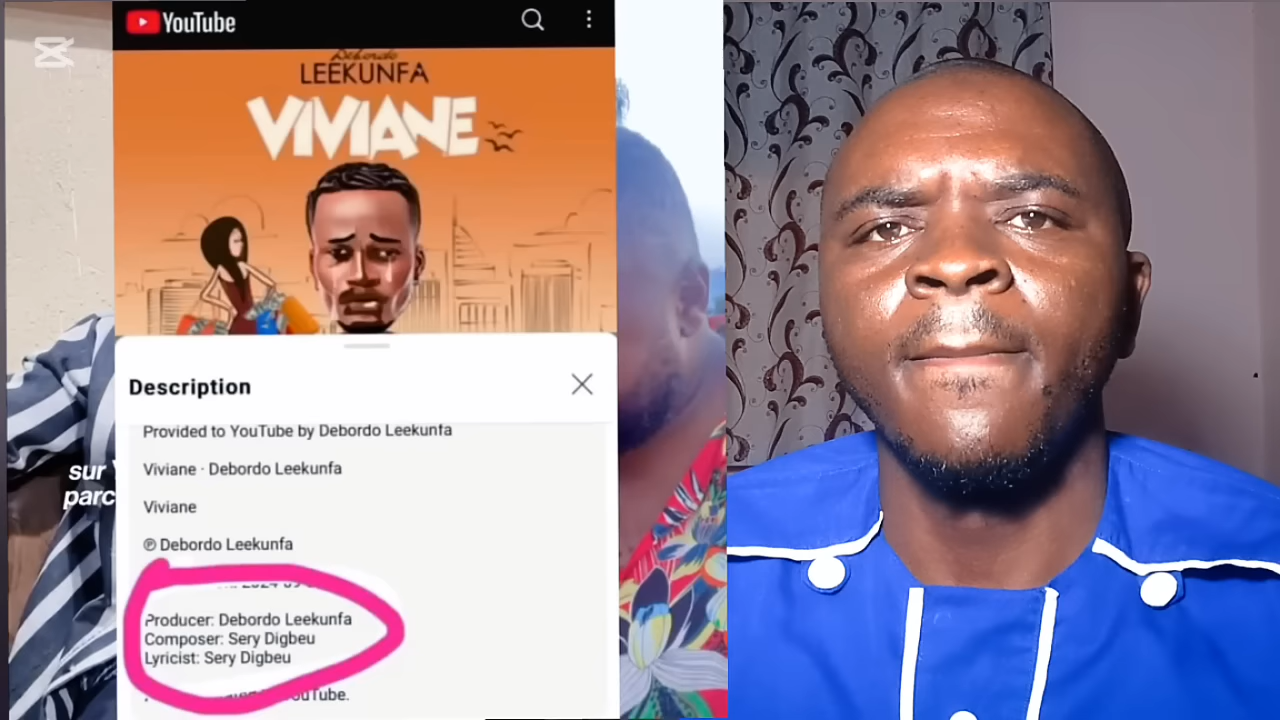 YouTube
Debordo
LEEKUNFA
VIVIANE
Description
Provided to YouTube by Debordo Leekunfa
Viviane · Debordo Leekunfa
Viviane
℗ Debordo Leekunfa
Producer: Debordo Leekunfa
Composer: Sery Digbeu
Lyricist: Sery Digbeu
YouTube.
sur
parc